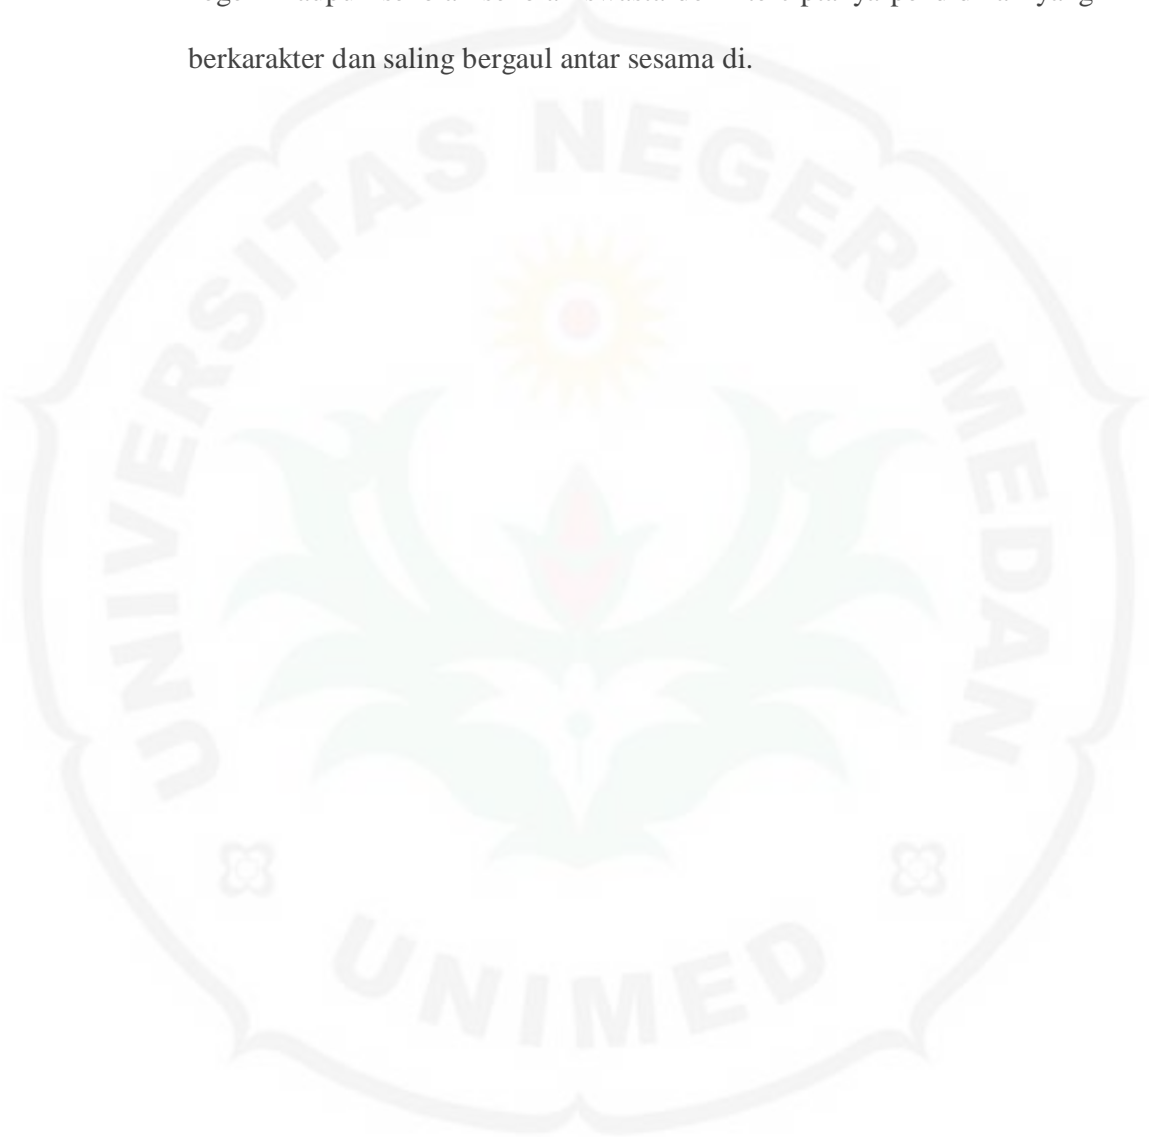 berkarakter dan saling bergaul antar sesama di.
UNIVERSITAS NEGERI MEDAN
UNIMED